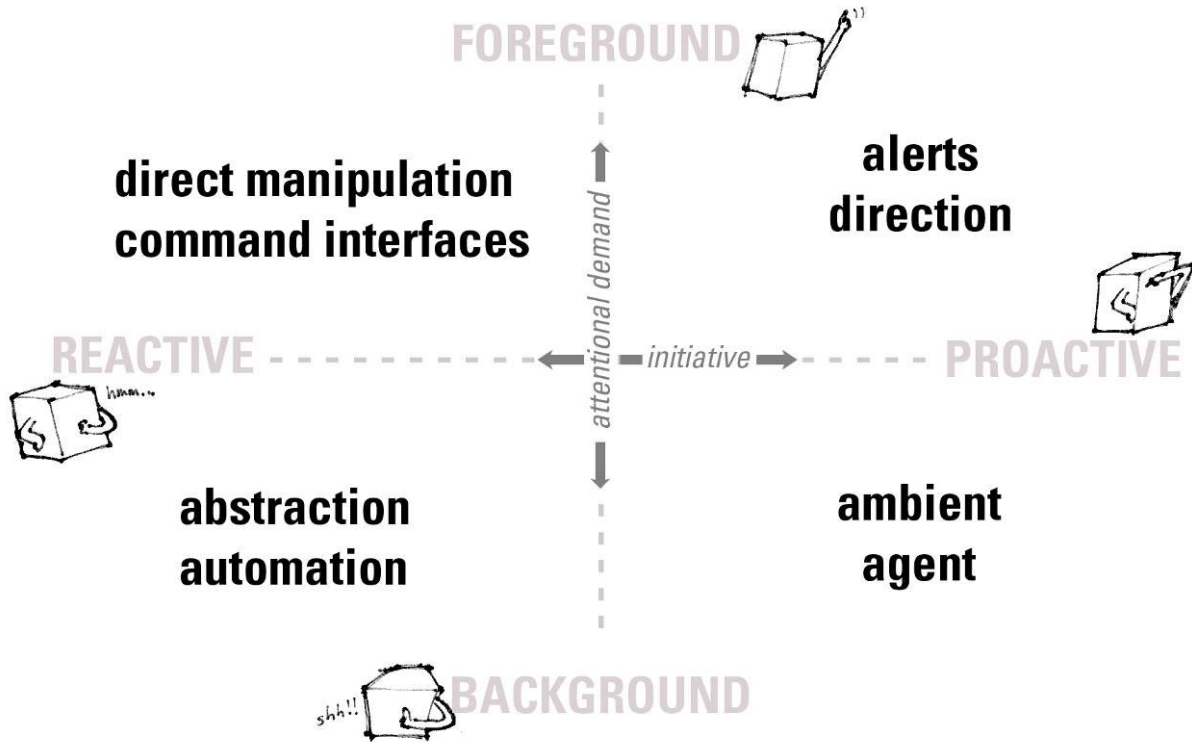 FOREGROUND
direct manipulation
command interfaces
alerts
direction
attentional demand
REACTIVE
initiative
PROACTIVE
hmm...
abstraction
automation
ambient
agent
shh!!
BACKGROUND